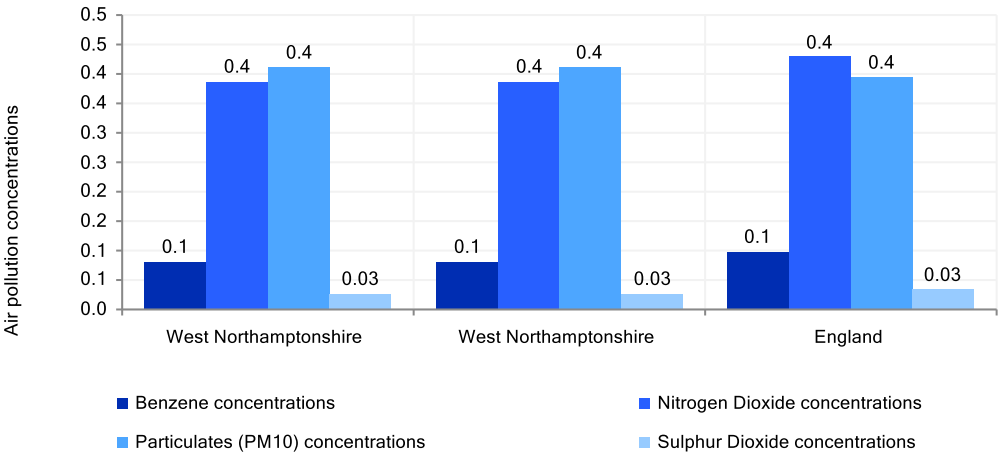 Air pollution concentrations
0.5
0.5
0.4
0.4
0.3
0.3
0.2
0.2
0.1
0.1
0.0
0.1
0.4
0.4
0.03
0.1
0.4
0.4
0.03
0.1
0.4
0.4
0.03
West Northamptonshire
West Northamptonshire
England
Benzene concentrations
Nitrogen Dioxide concentrations
Particulates (PM10) concentrations
Sulphur Dioxide concentrations